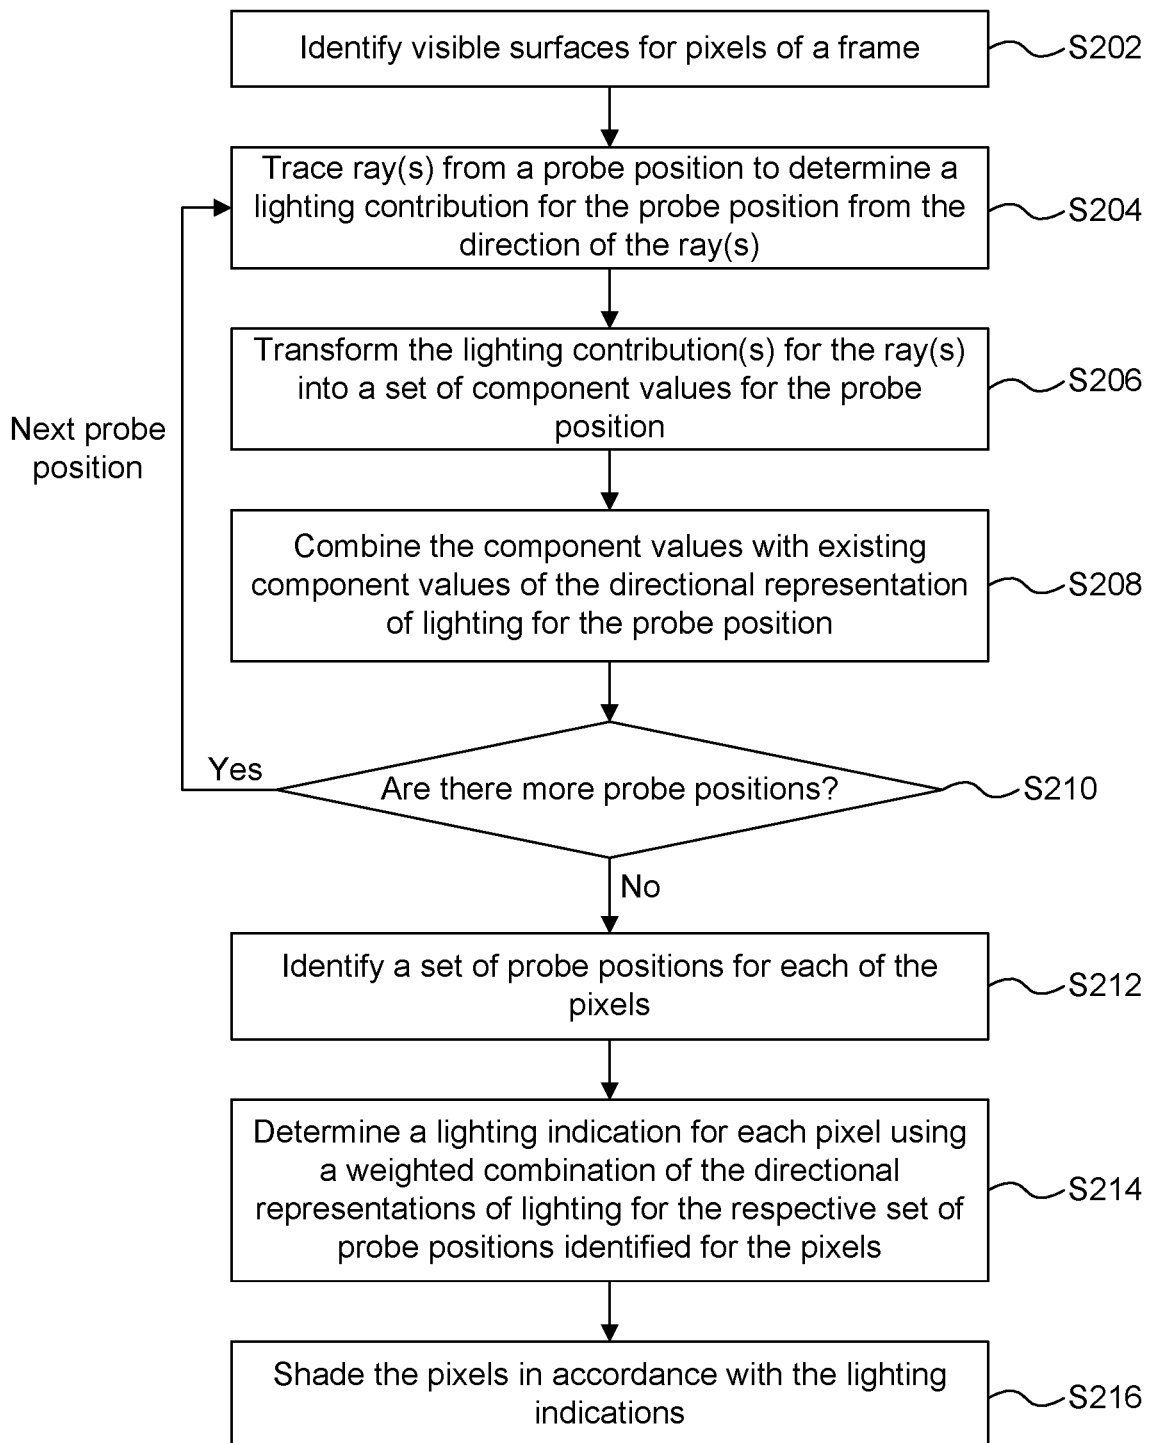 Identify visible surfaces for pixels of a frame
S202
Trace ray(s) from a probe position to determine a
lighting contribution for the probe position from the
direction of the ray(s)
S204
Transform the lighting contribution(s) for the ray(s)
into a set of component values for the probe
position
S206
Next probe
position
Combine the component values with existing
component values of the directional representation
of lighting for the probe position
S208
Yes
Are there more probe positions?
S210
No
Identify a set of probe positions for each of the
pixels
S212
Determine a lighting indication for each pixel using
a weighted combination of the directional
representations of lighting for the respective set of
probe positions identified for the pixels
S214
Shade the pixels in accordance with the lighting
indications
S216